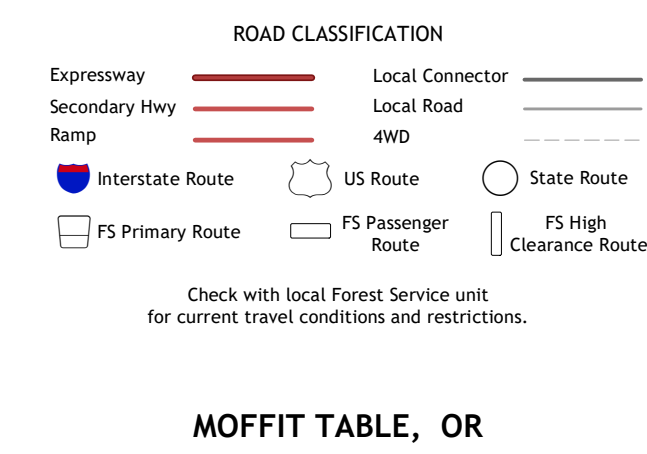 ROAD CLASSIFICATION
Expressway
Local Connector
Secondary Hwy
Local Road
Ramp
4WD
Interstate Route
US Route
State Route
FS Primary Route
FS Passenger
Route
FS High
Clearance Route
Check with local Forest Service unit
for current travel conditions and restrictions.
MOFFIT TABLE, OR